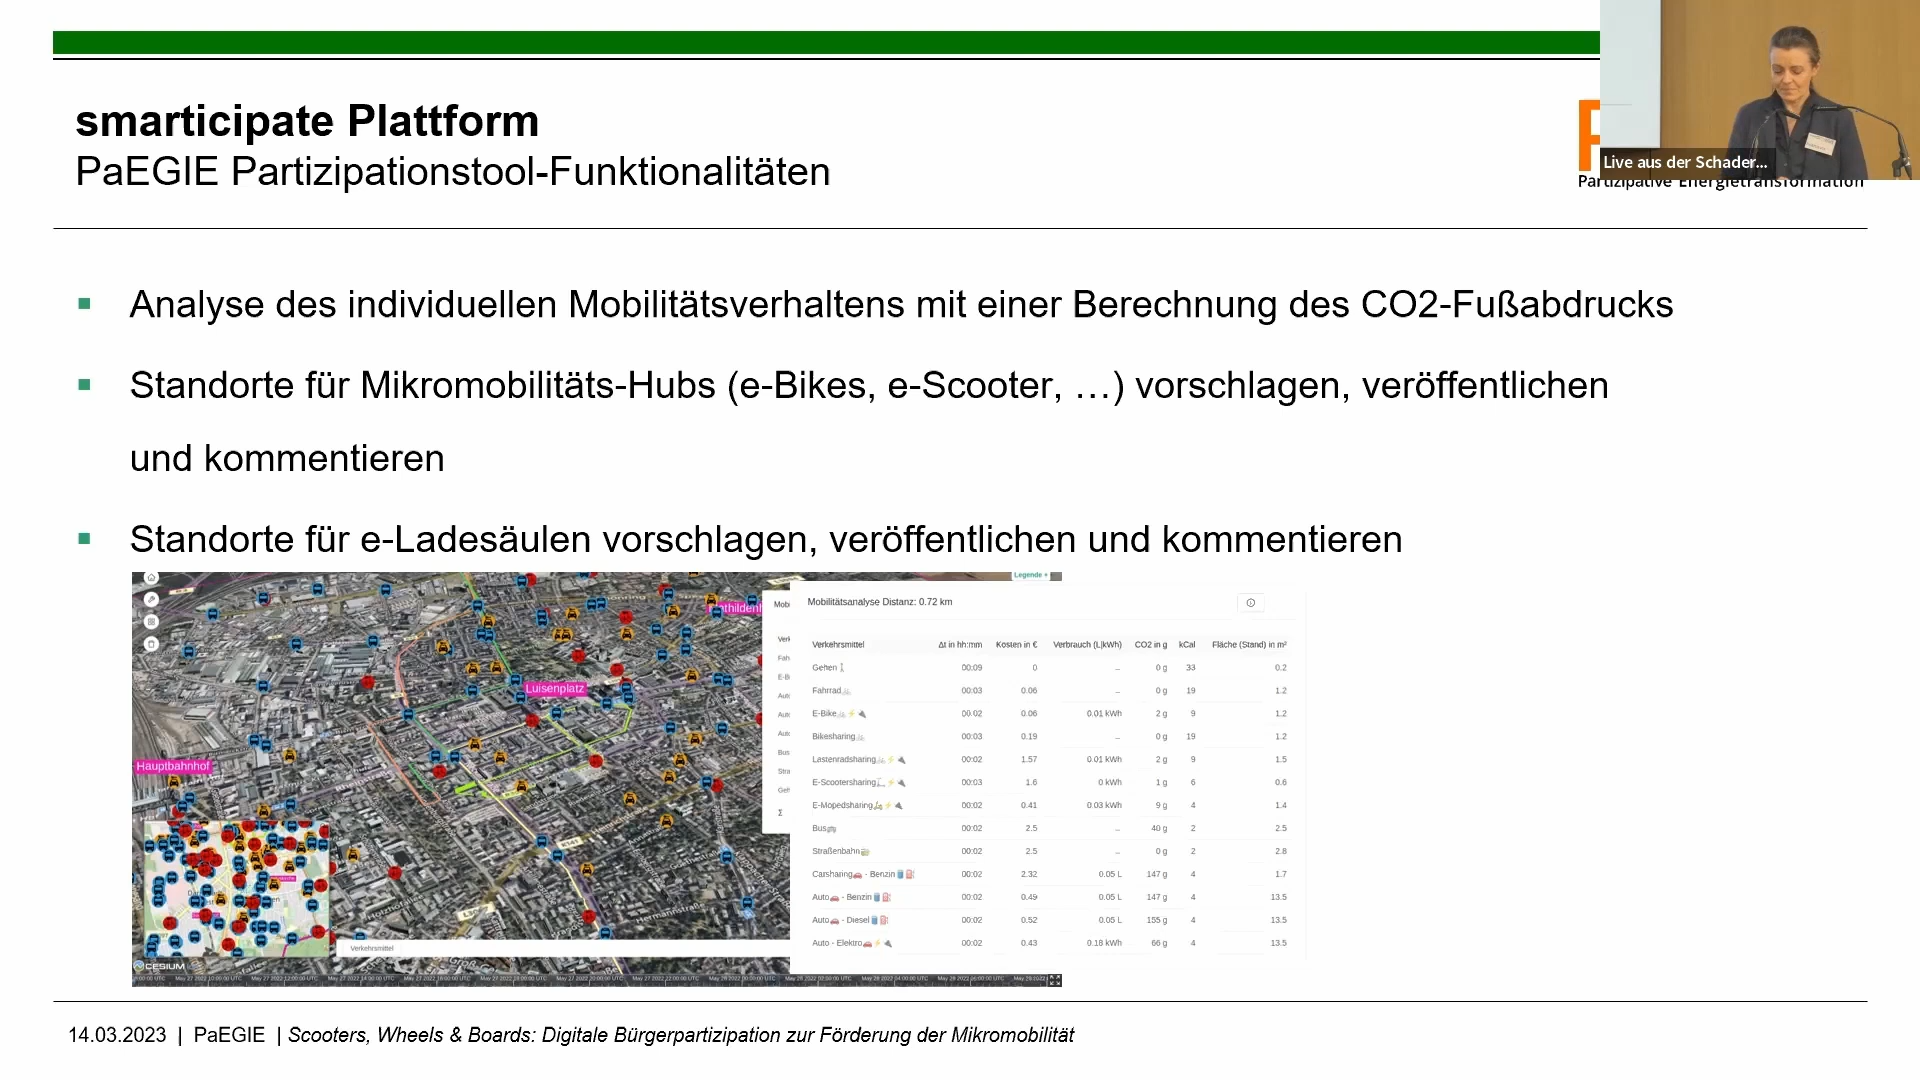 smarticipate Plattform
PaEGIE Partizipationstool-Funktionalitäten
Live aus der Schader...
Partizipative Energietransformation
Analyse des individuellen Mobilitätsverhaltens mit einer Berechnung des CO2-Fußabdrucks
Standorte für Mikromobilitäts-Hubs (e-Bikes, e-Scooter, …) vorschlagen, veröffentlichen
und kommentieren
Standorte für e-Ladesäulen vorschlagen, veröffentlichen und kommentieren
Legende +
Luisenplatz
Hauptbahnhof
CESIUM
Verkehrsmittel
Mobilitätsanalyse Distanz: 0.72 km
Verkehrsmittel Δt in hh:mm Kosten in € Verbrauch (L|kWh) CO2 in g kCal Fläche (Stand) in m²
Gehen 00:09 0 – 0 g 33 0.2
Fahrrad 00:03 0.06 – 0 g 19 1.2
E-Bike 00:02 0.06 0.01 kWh 2 g 9 1.2
Bikesharing 00:03 0.19 – 0 g 19 1.2
Lastenradsharing 00:02 1.57 0.01 kWh 2 g 9 1.5
E-Scootersharing 00:03 1.6 0 kWh 1 g 6 0.6
E-Mopedsharing 00:02 0.41 0.03 kWh 9 g 4 1.4
Bus 00:02 2.5 – 40 g 2 2.5
Straßenbahn 00:02 2.5 – 0 g 2 2.8
Carsharing - Benzin 00:02 2.32 0.05 L 147 g 4 1.7
Auto - Benzin 00:02 0.49 0.05 L 147 g 4 13.5
Auto - Diesel 00:02 0.52 0.05 L 155 g 4 13.5
Auto - Elektro 00:02 0.43 0.18 kWh 66 g 4 13.5
14.03.2023 | PaEGIE | Scooters, Wheels & Boards: Digitale Bürgerpartizipation zur Förderung der Mikromobilität